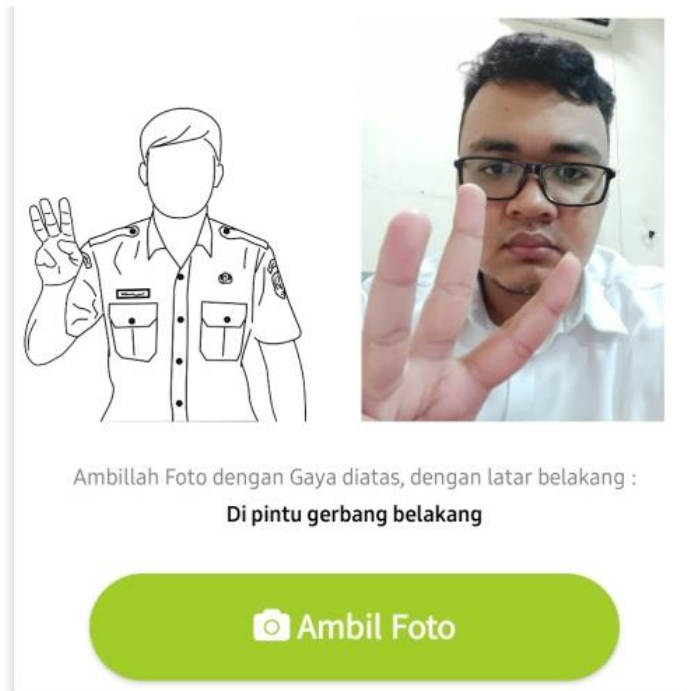 Ambillah Foto dengan Gaya diatas, dengan latar belakang :
Di pintu gerbang belakang
Ambil Foto